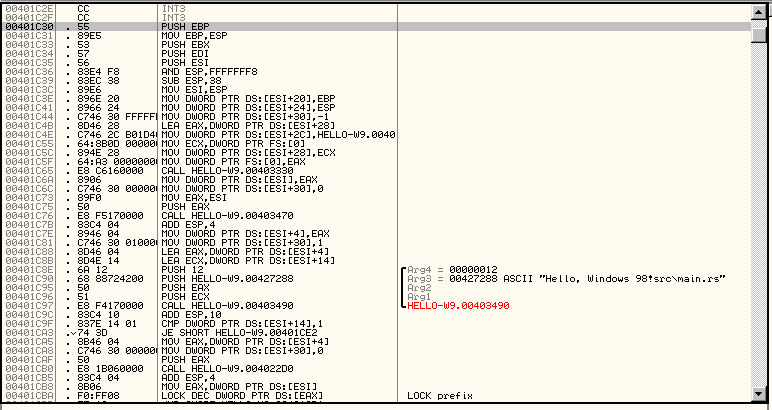 00401C2E CC INT3
00401C2F CC INT3
00401C30 . 55 PUSH EBP
00401C31 . 89E5 MOV EBP,ESP
00401C33 . 53 PUSH EBX
00401C34 . 57 PUSH EDI
00401C35 . 56 PUSH ESI
00401C36 . 83E4 F8 AND ESP,FFFFFFF8
00401C39 . 83EC 38 SUB ESP,38
00401C3C . 89E6 MOV ESI,ESP
00401C3E . 896E 20 MOV DWORD PTR DS:[ESI+20],EBP
00401C41 . 8966 24 MOV DWORD PTR DS:[ESI+24],ESP
00401C44 . C746 30 FFFFF MOV DWORD PTR DS:[ESI+30],-1
00401C4B . 8D46 28 LEA EAX,DWORD PTR DS:[ESI+28]
00401C4E . C746 2C B01D4 MOV DWORD PTR DS:[ESI+2C],HELLO-W9.0040
00401C55 . 64:8B0D 00000 MOV ECX,DWORD PTR FS:[0]
00401C5C . 894E 28 MOV DWORD PTR DS:[ESI+28],ECX
00401C5F . 64:A3 0000000 MOV DWORD PTR FS:[0],EAX
00401C65 . E8 C6160000 CALL HELLO-W9.00403330
00401C6A . 8906 MOV DWORD PTR DS:[ESI],EAX
00401C6C . C746 30 00000 MOV DWORD PTR DS:[ESI+30],0
00401C73 . 89F0 MOV EAX,ESI
00401C75 . 50 PUSH EAX
00401C76 . E8 F5170000 CALL HELLO-W9.00403470
00401C7B . 83C4 04 ADD ESP,4
00401C7E . 8946 04 MOV DWORD PTR DS:[ESI+4],EAX
00401C81 . C746 30 01000 MOV DWORD PTR DS:[ESI+30],1
00401C88 . 8D46 04 LEA EAX,DWORD PTR DS:[ESI+4]
00401C8B . 8D4E 14 LEA ECX,DWORD PTR DS:[ESI+14]
00401C8E . 6A 12 PUSH 12 Arg4 = 00000012
00401C90 . 68 88724200 PUSH HELLO-W9.00427288 Arg3 = 00427288 ASCII "Hello, Windows 98!src\main.rs"
00401C95 . 50 PUSH EAX Arg2
00401C96 . 51 PUSH ECX Arg1
00401C97 . E8 F4170000 CALL HELLO-W9.00403490 HELLO-W9.00403490
00401C9C . 83C4 10 ADD ESP,10
00401C9F . 837E 14 01 CMP DWORD PTR DS:[ESI+14],1
00401CA3 . 74 3D JE SHORT HELLO-W9.00401CE2
00401CA5 . 8B46 04 MOV EAX,DWORD PTR DS:[ESI+4]
00401CA8 . C746 30 00000 MOV DWORD PTR DS:[ESI+30],0
00401CAF . 50 PUSH EAX
00401CB0 . E8 1B060000 CALL HELLO-W9.004022D0
00401CB5 . 83C4 04 ADD ESP,4
00401CB8 . 8B06 MOV EAX,DWORD PTR DS:[ESI]
00401CBA . F0:FF08 LOCK DEC DWORD PTR DS:[EAX] LOCK prefix